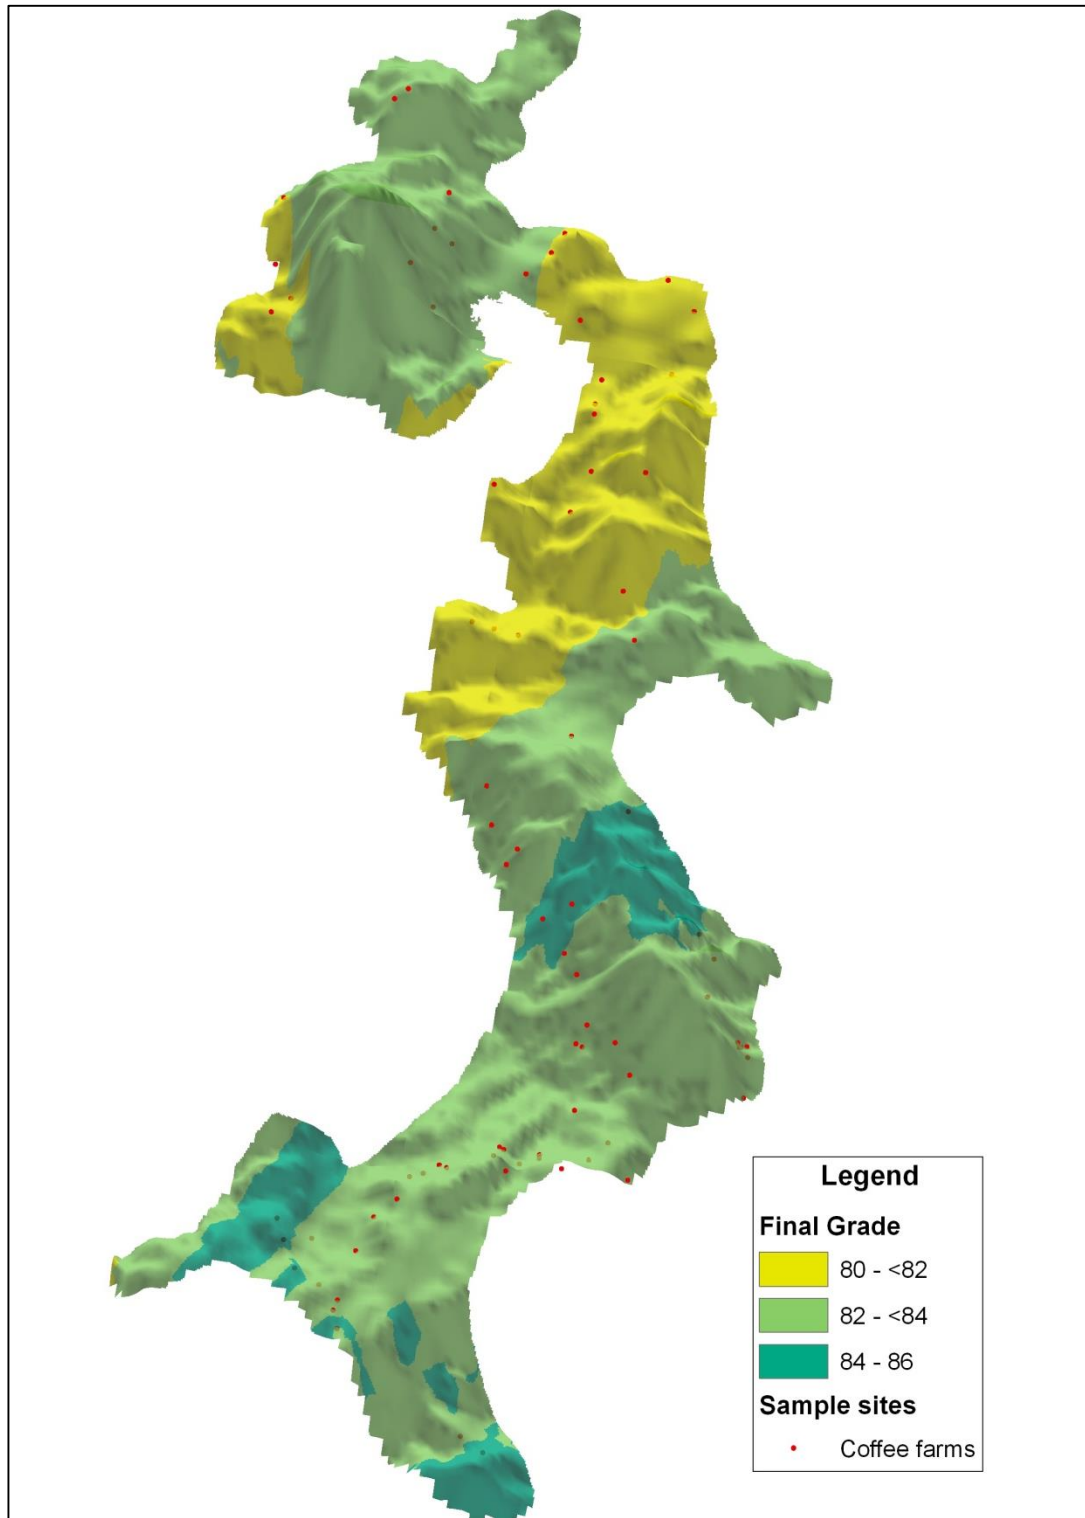 Legend
Final Grade
80 - <82
82 - <84
84 - 86
Sample sites
Coffee farms